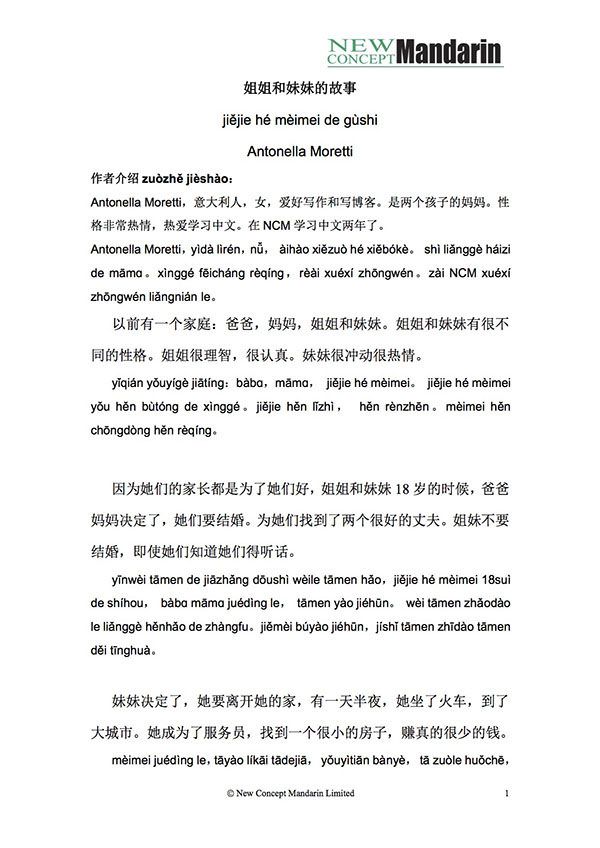 NEW CONCEPT Mandarin
姐姐和妹妹的故事
jiějie hé mèimei de gùshi
Antonella Moretti
作者介绍 zuòzhě jièshào：
Antonella Moretti，意大利人，女，爱好写作和写博客。是两个孩子的妈妈。性
格非常热情，热爱学习中文。在 NCM 学习中文两年了。
Antonella Moretti，yìdà lìrén，nǚ， àihào xiězuò hé xiěbókè。 shì liǎnggè háizi
de māmɑ 。xìnggé fēicháng rèqíng， rèài xuéxí zhōngwén。zài NCM xuéxí
zhōngwén liǎngnián le。
以前有一个家庭：爸爸，妈妈，姐姐和妹妹。姐姐和妹妹有很不
同的性格。姐姐很理智，很认真。妹妹很冲动很热情。
yǐqián yǒuyígè jiātíng：bàbɑ，māmɑ， jiějie hé mèimei。 jiějie hé mèimei
yǒu hěn bùtóng de xìnggé 。jiějie hěn lǐzhì， hěn rènzhēn 。mèimei hěn
chōngdòng hěn rèqíng。
因为她们的家长都是为了她们好，姐姐和妹妹 18 岁的时候，爸爸
妈妈决定了，她们要结婚。为她们找到了两个很好的丈夫。姐妹不要
结婚，即使她们知道她们得听话。
yīnwèi tāmen de jiāzhǎng dōushì wèile tāmen hǎo，jiějie hé mèimei 18suì
de shíhou， bàbɑ māmɑ juédìng le， tāmen yào jiéhūn。 wèi tāmen zhǎodào
le liǎnggè hěnhǎo de zhàngfu。jiěmèi búyào jiéhūn，jíshǐ tāmen zhīdào tāmen
děi tīnghuà。
妹妹决定了，她要离开她的家，有一天半夜，她坐了火车，到了
大城市。她成为了服务员，找到一个很小的房子，赚真的很少的钱。
mèimei juédìng le，tāyào líkāi tādejiā， yǒuyìtiān bànyè， tā zuòle huǒchē，
© New Concept Mandarin Limited 1